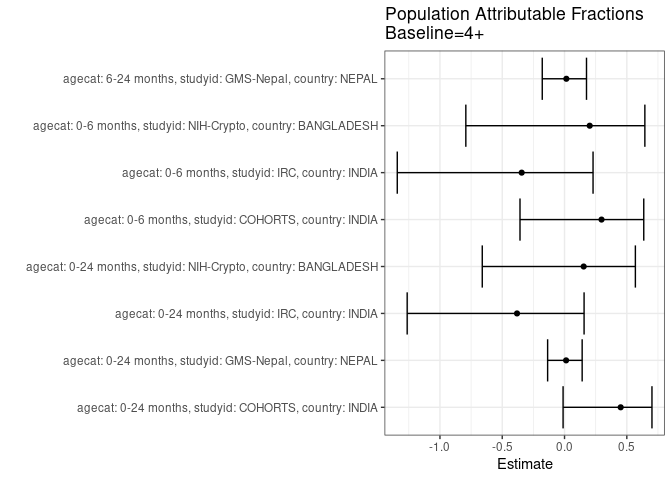 Population Attributable Fractions
Baseline=4+
agecat: 6-24 months, studyid: GMS-Nepal, country: NEPAL
agecat: 0-6 months, studyid: NIH-Crypto, country: BANGLADESH
agecat: 0-6 months, studyid: IRC, country: INDIA
agecat: 0-6 months, studyid: COHORTS, country: INDIA
agecat: 0-24 months, studyid: NIH-Crypto, country: BANGLADESH
agecat: 0-24 months, studyid: IRC, country: INDIA
agecat: 0-24 months, studyid: GMS-Nepal, country: NEPAL
agecat: 0-24 months, studyid: COHORTS, country: INDIA
-1.0 -0.5 0.0 0.5
Estimate